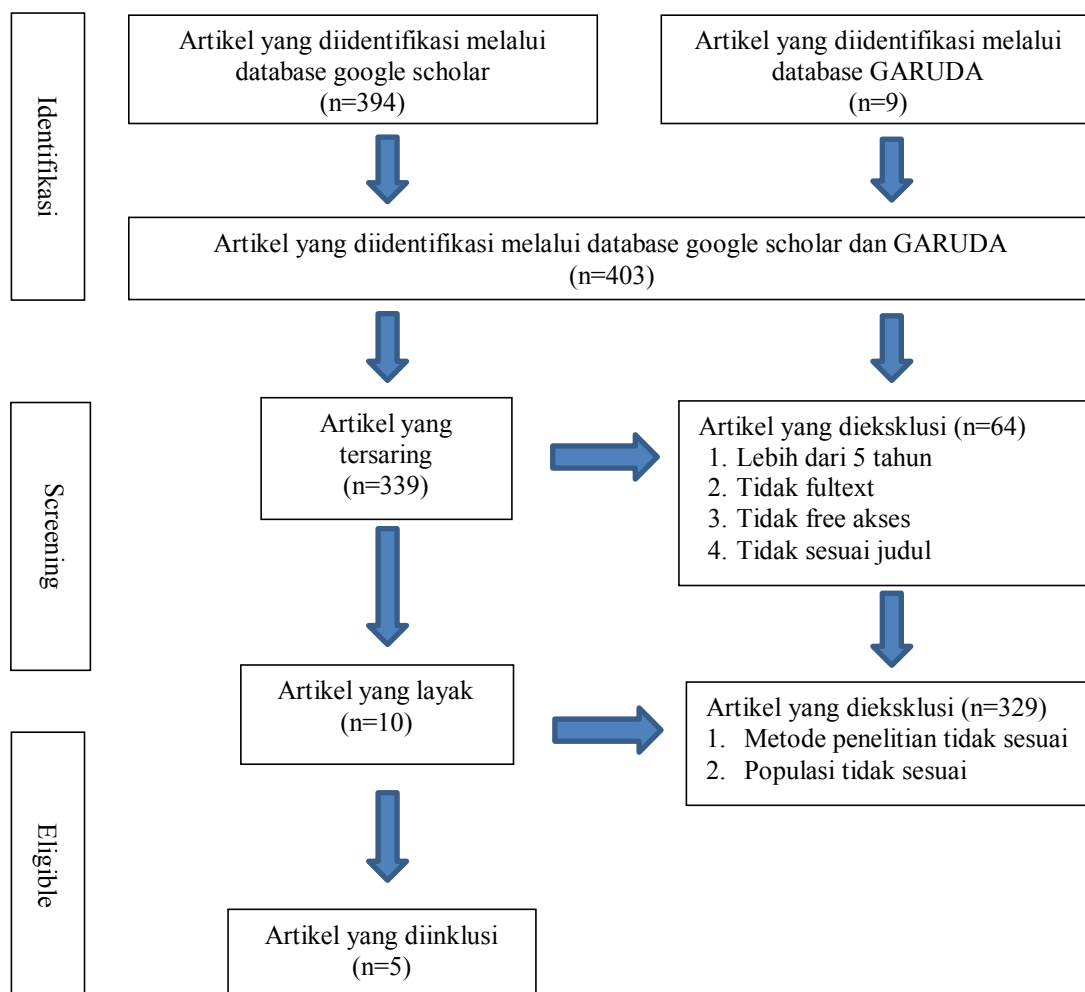 Identifikasi
Artikel yang diidentifikasi melalui
database google scholar
(n=394)
Artikel yang diidentifikasi melalui
database GARUDA
(n=9)
Artikel yang diidentifikasi melalui database google scholar dan GARUDA
(n=403)
Screening
Artikel yang
tersaring
(n=339)
Artikel yang dieksklusi (n=64)
1. Lebih dari 5 tahun
2. Tidak fultext
3. Tidak free akses
4. Tidak sesuai judul
Artikel yang layak
(n=10)
Artikel yang dieksklusi (n=329)
1. Metode penelitian tidak sesuai
2. Populasi tidak sesuai
Eligible
Artikel yang diinklusi
(n=5)